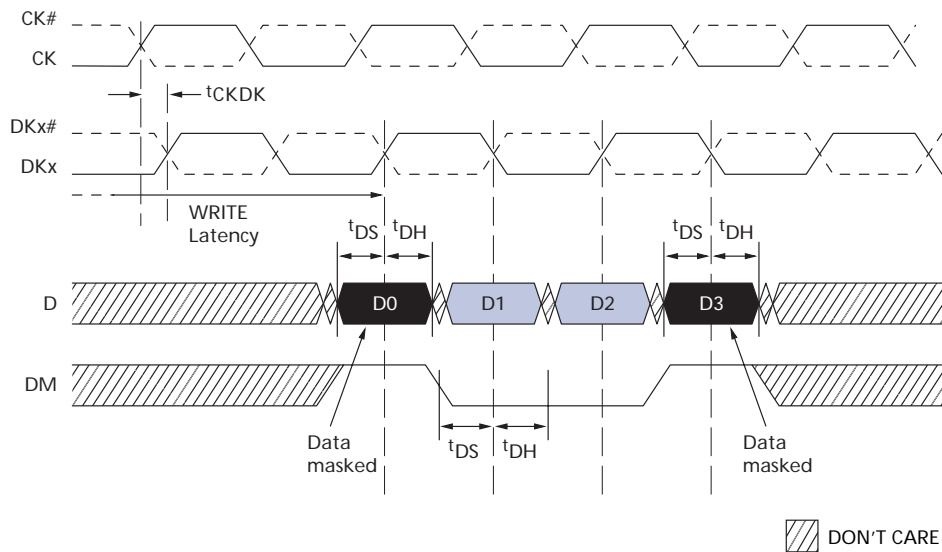 CK#
CK
tCKDK
DKx#
DKx
WRITE
Latency
tDS tDH tDS tDH
D D0 D1 D2 D3
DM
tDS tDH
Data
masked
Data
masked
DON'T CARE